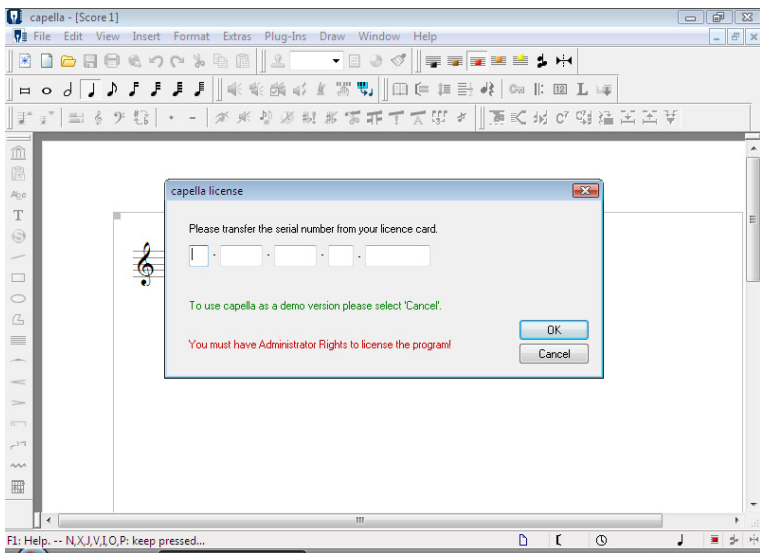 capella - [Score1]
File Edit View Insert Format Extras Plug-Ins Draw Window Help
Abc
T
capella license
Please transfer the serial number from your licence card.
To use capella as a demo version please select 'Cancel'.
You must have Administrator Rights to license the program!
OK
Cancel
F1: Help. -- N,X,J,V,I,O,P: keep pressed...